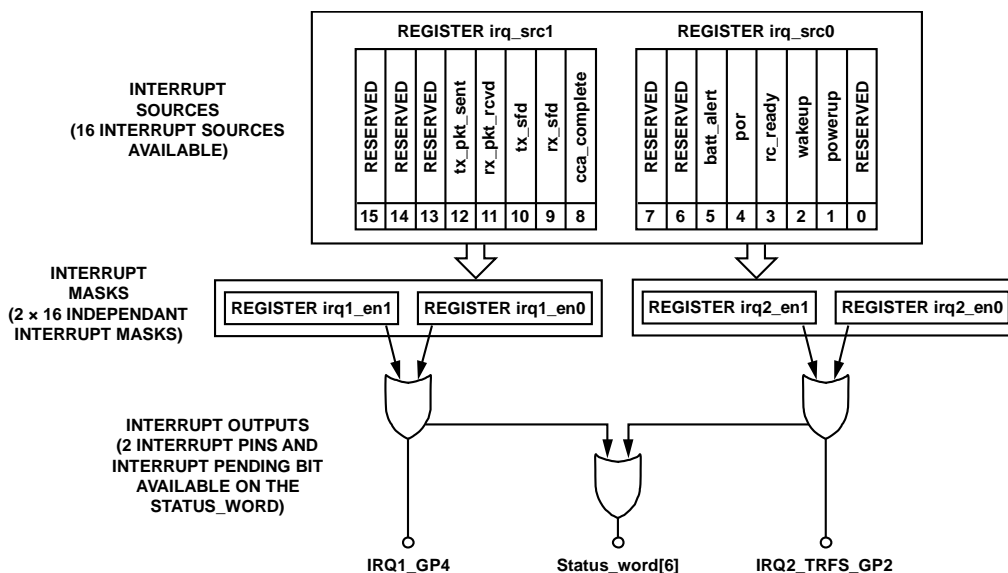 REGISTER irq_src1
REGISTER irq_src0
INTERRUPT
SOURCES
(16 INTERRUPT SOURCES
AVAILABLE)
RESERVED
RESERVED
RESERVED
tx_pkt_sent
rx_pkt_rcvd
tx_sfd
rx_sfd
cca_complete
RESERVED
RESERVED
batt_alert
por
rc_ready
wakeup
powerup
RESERVED
15 14 13 12 11 10 9 8
7 6 5 4 3 2 1 0
INTERRUPT
MASKS
(2 × 16 INDEPENDANT
INTERRUPT MASKS)
REGISTER irq1_en1
REGISTER irq1_en0
REGISTER irq2_en1
REGISTER irq2_en0
INTERRUPT OUTPUTS
(2 INTERRUPT PINS AND
INTERRUPT PENDING BIT
AVAILABLE ON THE
STATUS_WORD)
IRQ1_GP4
Status_word[6]
IRQ2_TRFS_GP2